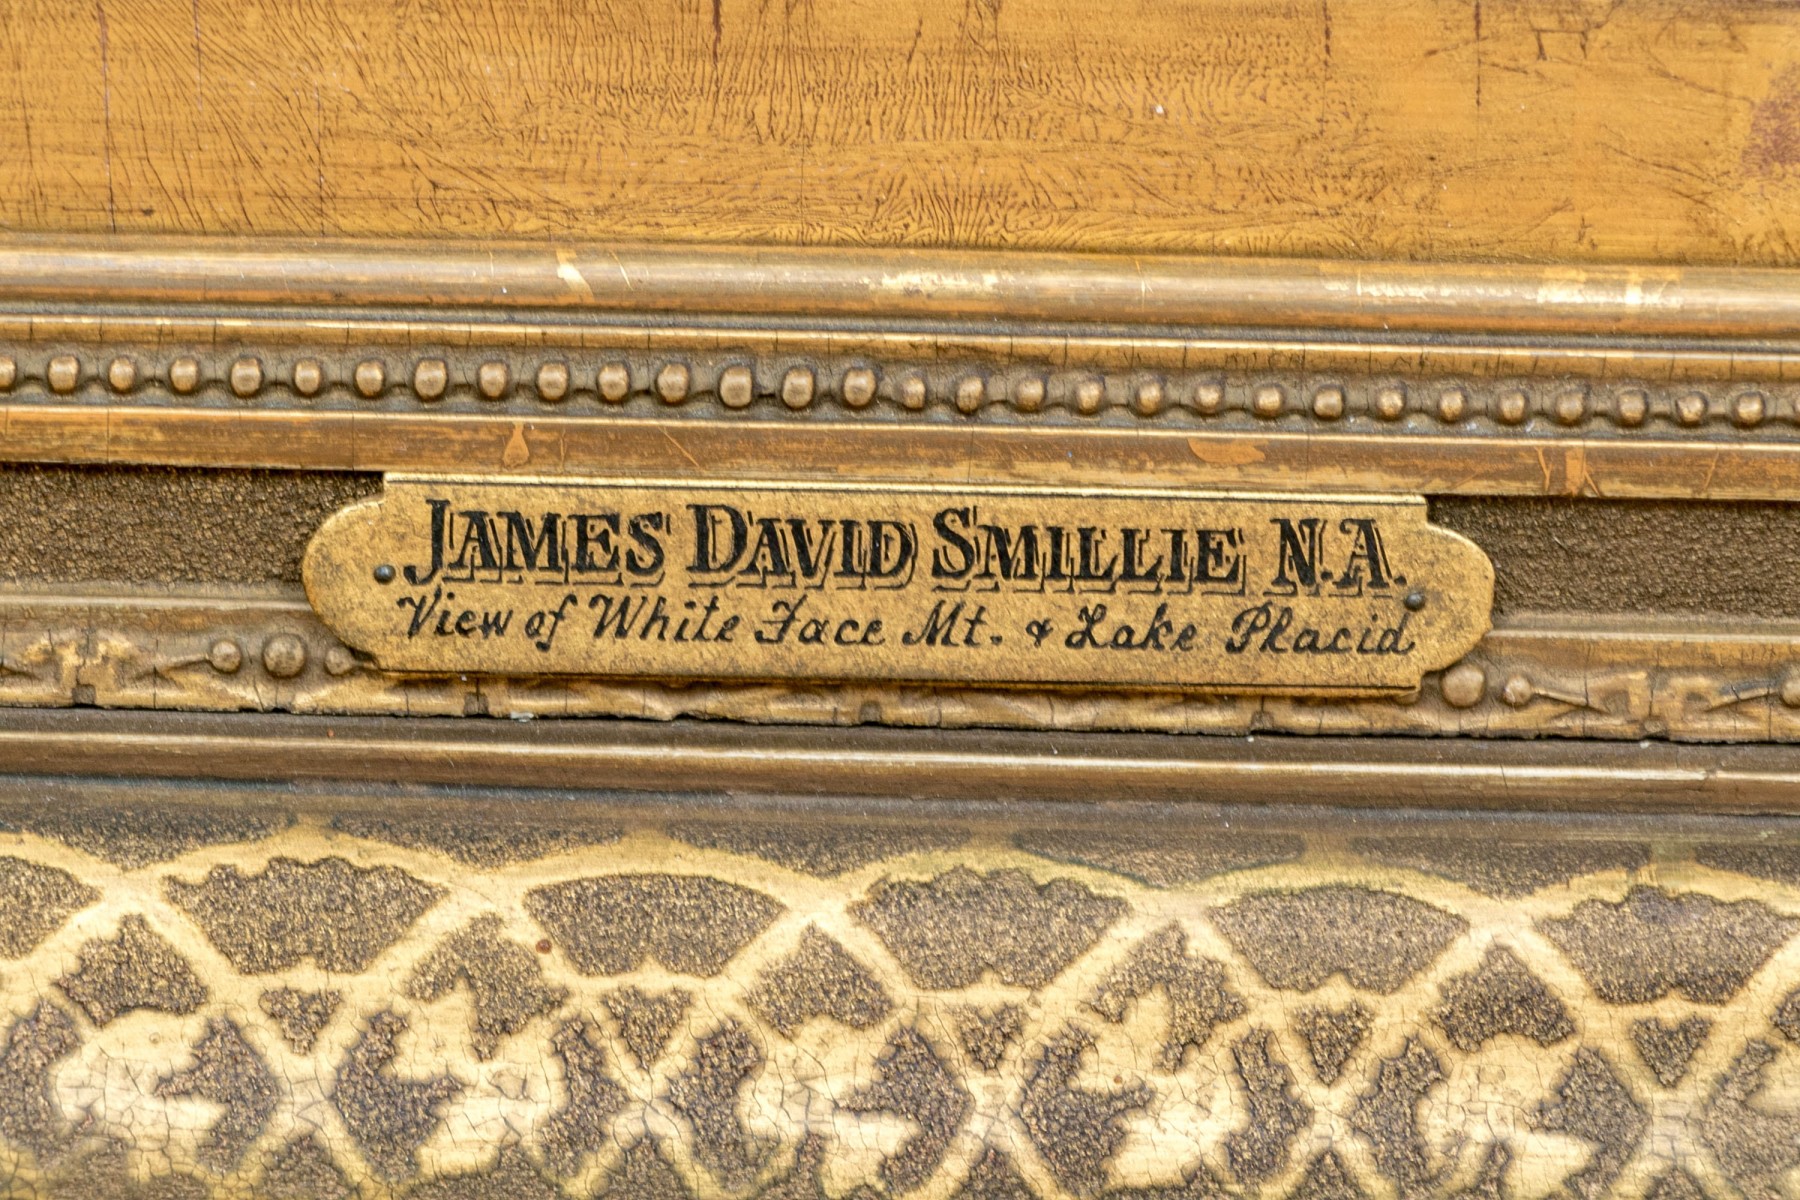 JAMES DAVID SMILLIE N.A.
View of White Face Mt. & Lake Placid